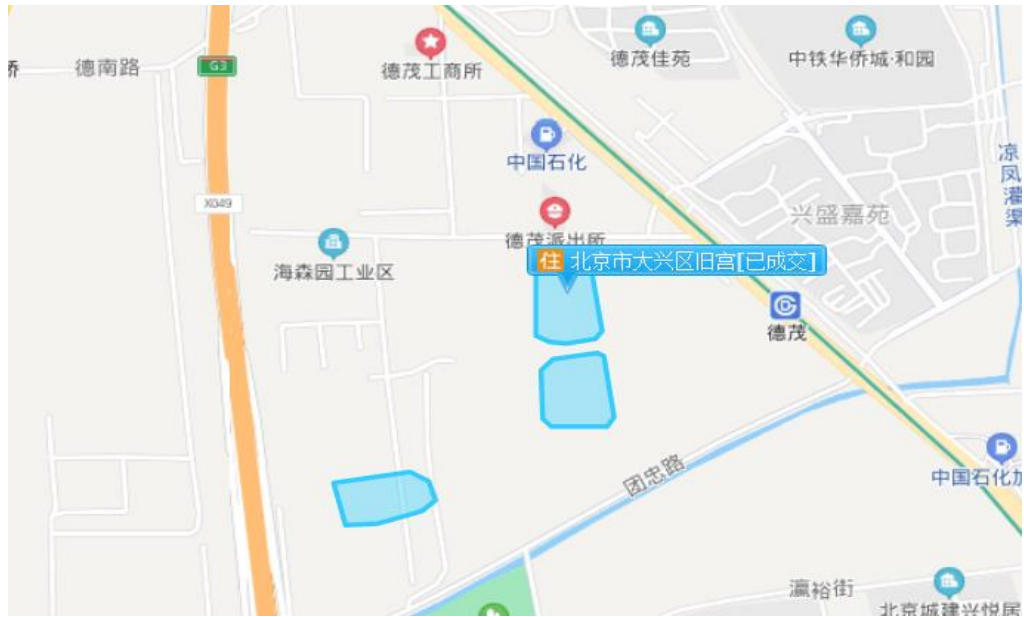 德茂佳苑
中铁华侨城·和园
桥
德南路
G3
德茂工商所
中国石化
凉凤灌渠
X049
兴盛嘉苑
德茂派出所
海森园工业区
住 北京市大兴区旧宫[已成交]
德茂
团忠路
中国石化加
瀛裕街
北京城建兴悦居